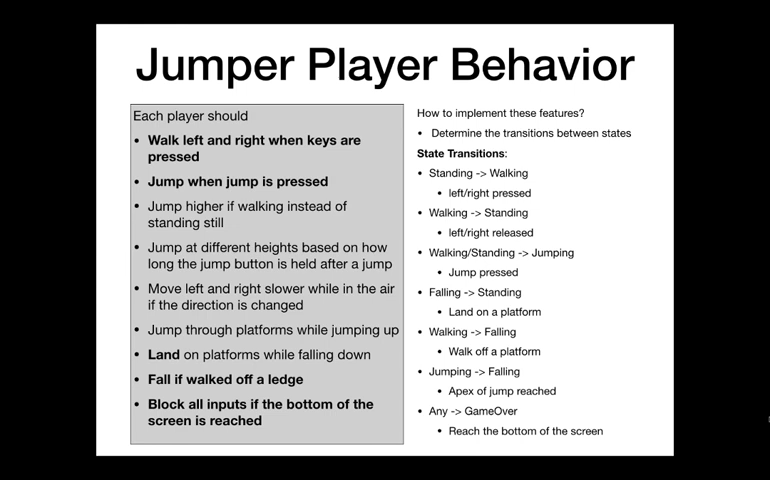 Jumper Player Behavior
Each player should
• Walk left and right when keys are
pressed
• Jump when jump is pressed
• Jump higher if walking instead of
standing still
• Jump at different heights based on how
long the jump button is held after a jump
• Move left and right slower while in the air
if the direction is changed
• Jump through platforms while jumping up
• Land on platforms while falling down
• Fall if walked off a ledge
• Block all inputs if the bottom of the
screen is reached
How to implement these features?
• Determine the transitions between states
State Transitions:
• Standing -> Walking
• left/right pressed
• Walking -> Standing
• left/right released
• Walking/Standing -> Jumping
• Jump pressed
• Falling -> Standing
• Land on a platform
• Walking -> Falling
• Walk off a platform
• Jumping -> Falling
• Apex of jump reached
• Any -> GameOver
• Reach the bottom of the screen